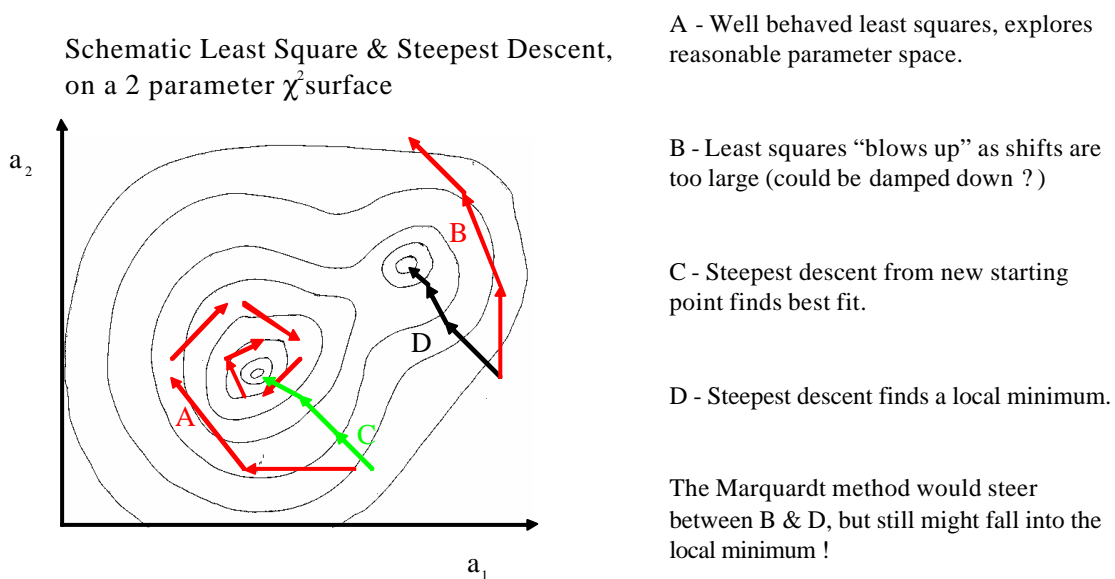 Schematic Least Square & Steepest Descent,
on a 2 parameter χ² surface
a₂
B
D
A
C
a₁
A - Well behaved least squares, explores
reasonable parameter space.
B - Least squares “blows up” as shifts are
too large (could be damped down ?)
C - Steepest descent from new starting
point finds best fit.
D - Steepest descent finds a local minimum.
The Marquardt method would steer
between B & D, but still might fall into the
local minimum !